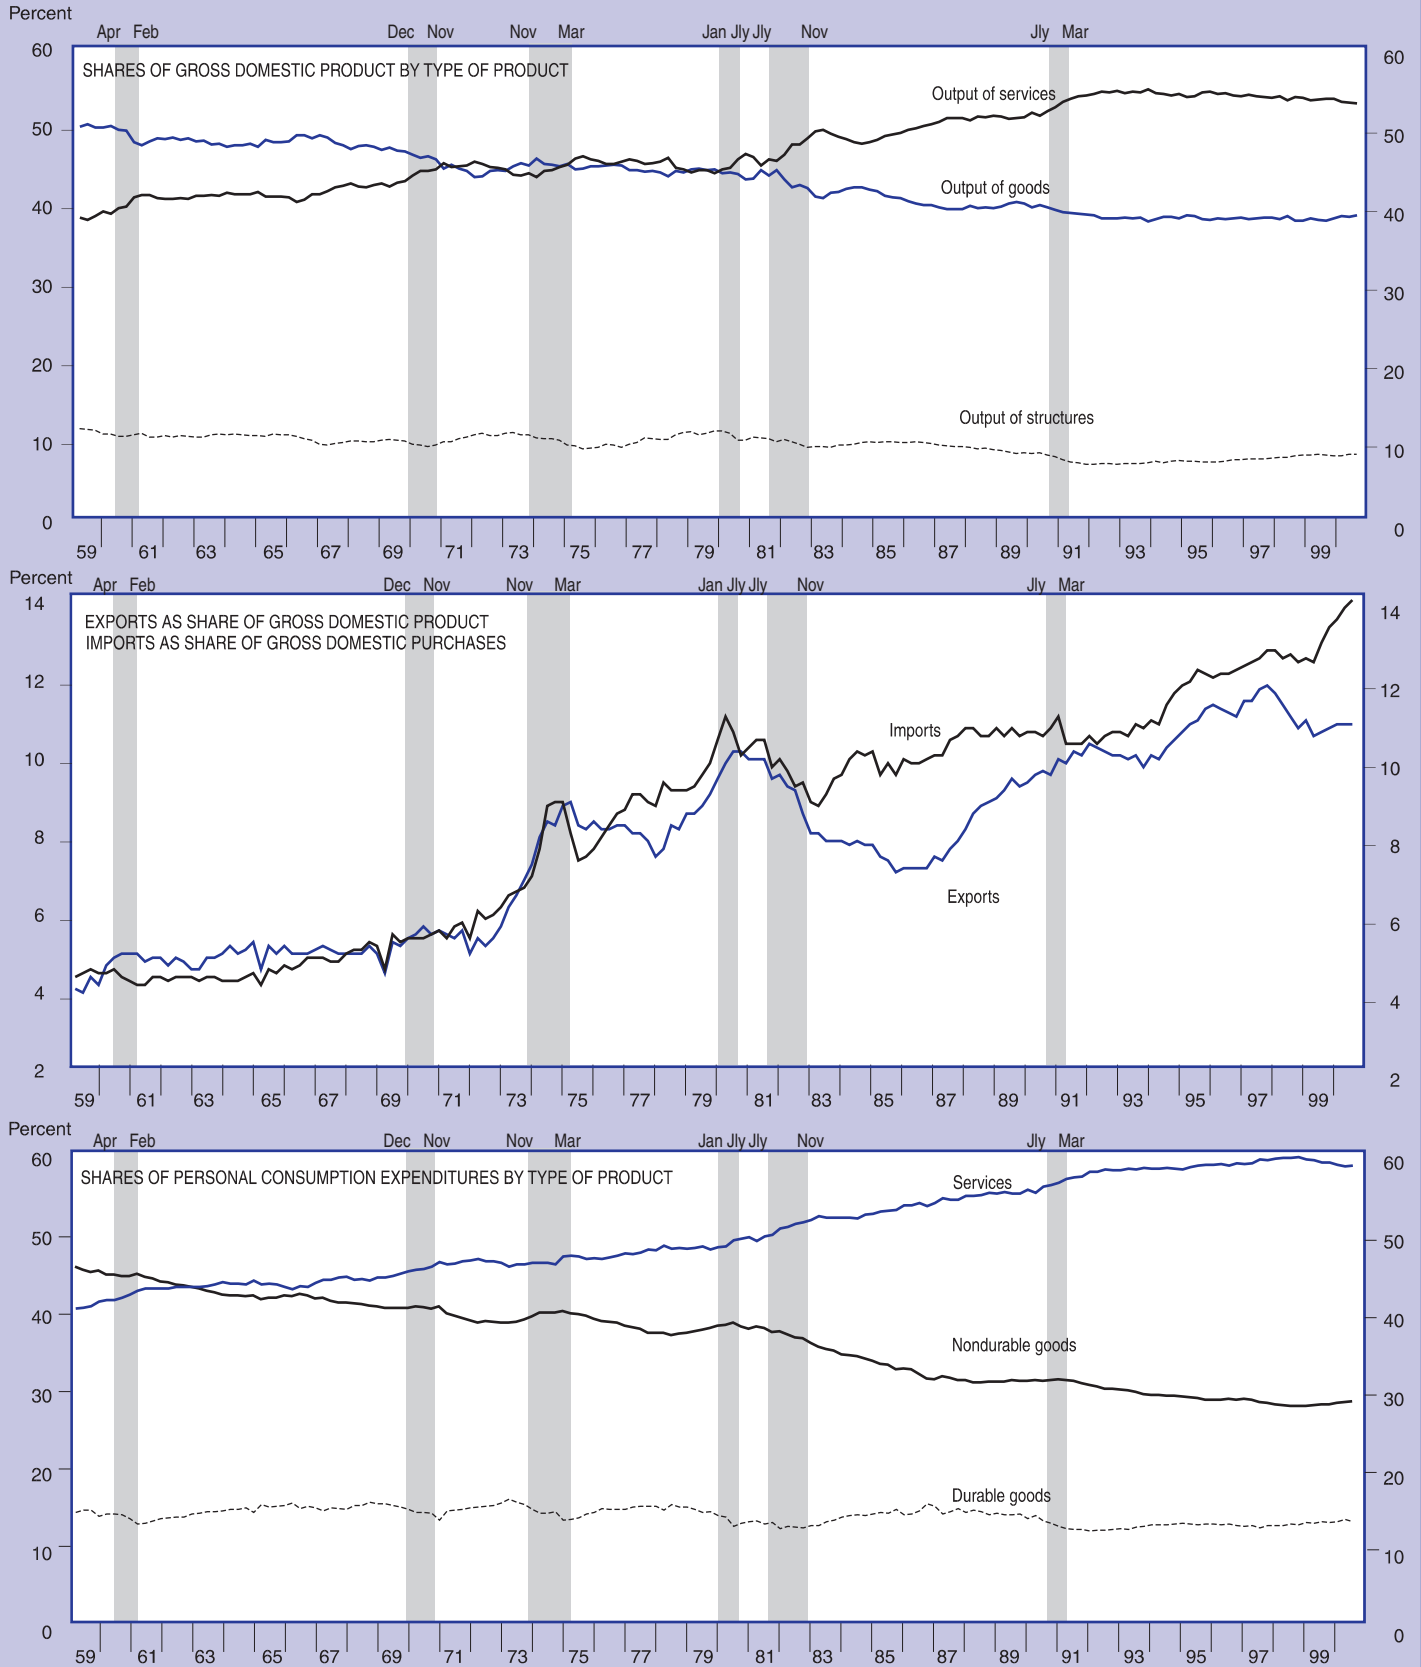 Percent
Apr Feb Dec Nov Nov Mar Jan Jly Jly Nov Jly Mar
60 60
SHARES OF GROSS DOMESTIC PRODUCT BY TYPE OF PRODUCT
Output of services
50 50
Output of goods
40 40
30 30
20 20
Output of structures
10 10
0 0
59 61 63 65 67 69 71 73 75 77 79 81 83 85 87 89 91 93 95 97 99
Percent
Apr Feb Dec Nov Nov Mar Jan Jly Jly Nov Jly Mar
14 14
EXPORTS AS SHARE OF GROSS DOMESTIC PRODUCT
IMPORTS AS SHARE OF GROSS DOMESTIC PURCHASES
12 12
Imports
10 10
8 8
Exports
6 6
4 4
2 2
59 61 63 65 67 69 71 73 75 77 79 81 83 85 87 89 91 93 95 97 99
Percent
Apr Feb Dec Nov Nov Mar Jan Jly Jly Nov Jly Mar
60 60
SHARES OF PERSONAL CONSUMPTION EXPENDITURES BY TYPE OF PRODUCT
Services
50 50
40 40
Nondurable goods
30 30
20 20
Durable goods
10 10
0 0
59 61 63 65 67 69 71 73 75 77 79 81 83 85 87 89 91 93 95 97 99